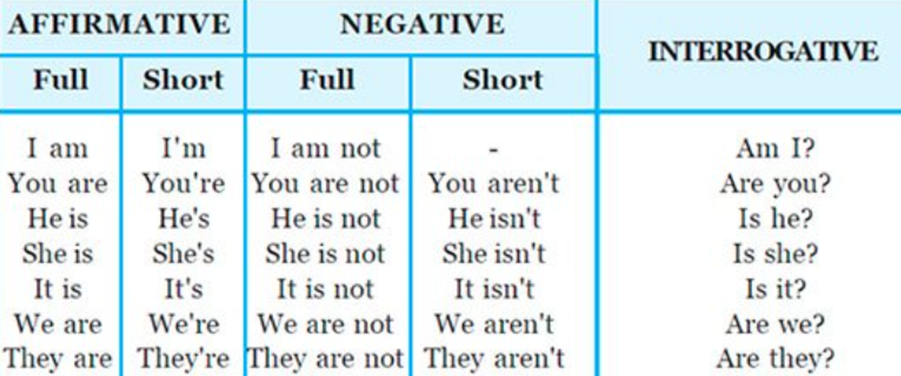 AFFIRMATIVE NEGATIVE INTERROGATIVE
Full Short Full Short
I am I'm I am not - Am I?
You are You're You are not You aren't Are you?
He is He's He is not He isn't Is he?
She is She's She is not She isn't Is she?
It is It's It is not It isn't Is it?
We are We're We are not We aren't Are we?
They are They're They are not They aren't Are they?